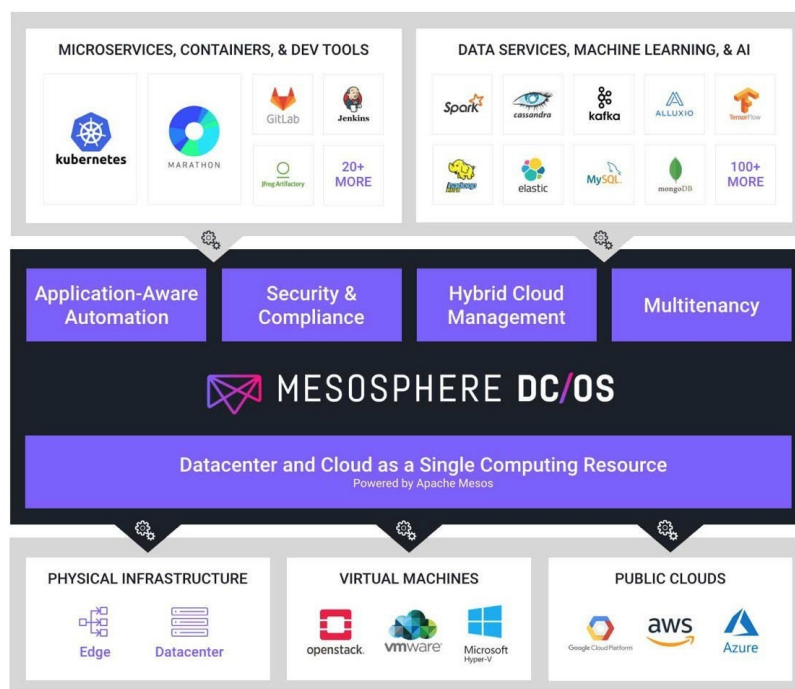 MICROSERVICES, CONTAINERS, & DEV TOOLS
kubernetes
MARATHON
GitLab
Jenkins
JFrog Artifactory
20+
MORE
DATA SERVICES, MACHINE LEARNING, & AI
Spark
cassandra
kafka
ALLUXIO
TensorFlow
hadoop
elastic
MySQL
mongoDB
100+
MORE
Application-Aware
Automation
Security &
Compliance
Hybrid Cloud
Management
Multitenancy
MESOSPHERE DC/OS
Datacenter and Cloud as a Single Computing Resource
Powered by Apache Mesos
PHYSICAL INFRASTRUCTURE
Edge
Datacenter
VIRTUAL MACHINES
openstack.
vmware
Microsoft
Hyper-V
PUBLIC CLOUDS
Google Cloud Platform
aws
Azure